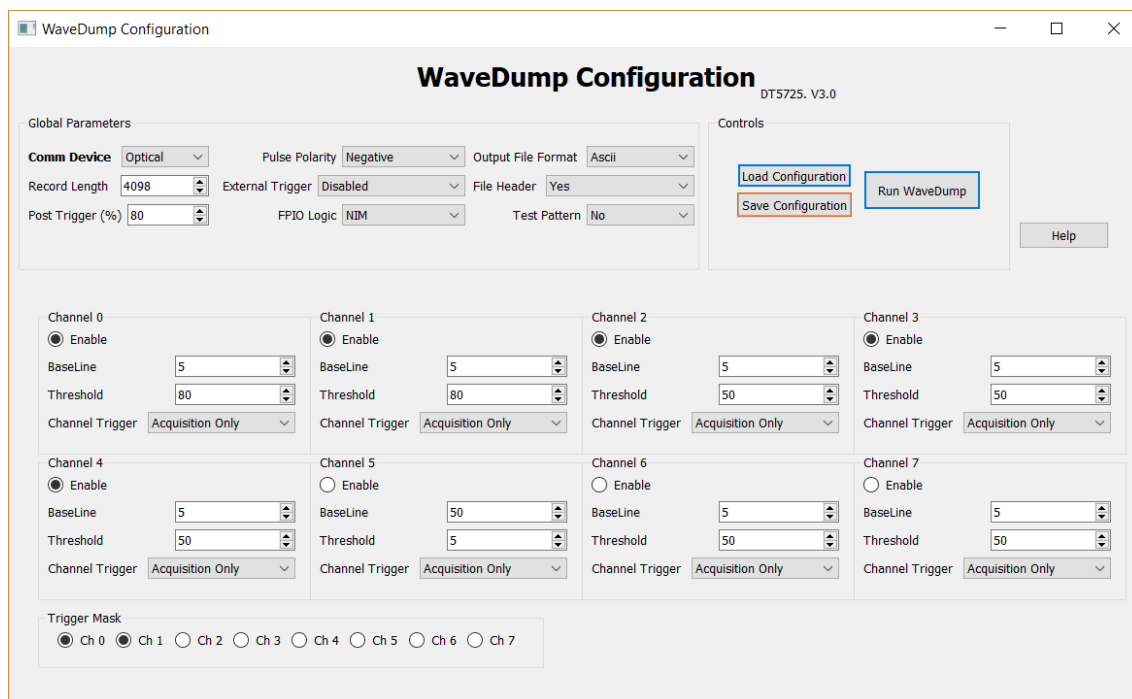 WaveDump Configuration
WaveDump Configuration
DT5725. V3.0
Global Parameters
Comm Device Optical Pulse Polarity Negative Output File Format Ascii
Record Length 4098 External Trigger Disabled File Header Yes
Post Trigger (%) 80 FPIO Logic NIM Test Pattern No
Controls
Load Configuration
Save Configuration
Run WaveDump
Help
Channel 0
Enable
BaseLine 5
Threshold 80
Channel Trigger Acquisition Only
Channel 1
Enable
BaseLine 5
Threshold 80
Channel Trigger Acquisition Only
Channel 2
Enable
BaseLine 5
Threshold 50
Channel Trigger Acquisition Only
Channel 3
Enable
BaseLine 5
Threshold 50
Channel Trigger Acquisition Only
Channel 4
Enable
BaseLine 5
Threshold 50
Channel Trigger Acquisition Only
Channel 5
Enable
BaseLine 50
Threshold 5
Channel Trigger Acquisition Only
Channel 6
Enable
BaseLine 5
Threshold 50
Channel Trigger Acquisition Only
Channel 7
Enable
BaseLine 5
Threshold 50
Channel Trigger Acquisition Only
Trigger Mask
Ch 0 Ch 1 Ch 2 Ch 3 Ch 4 Ch 5 Ch 6 Ch 7